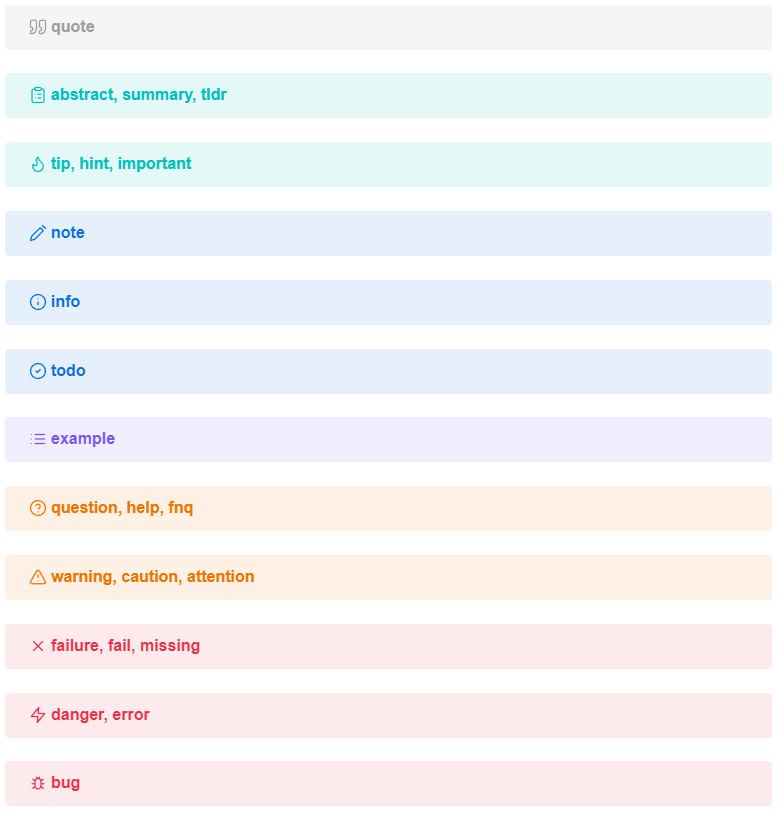 quote
abstract, summary, tldr
tip, hint, important
note
info
todo
example
question, help, fnq
warning, caution, attention
failure, fail, missing
danger, error
bug